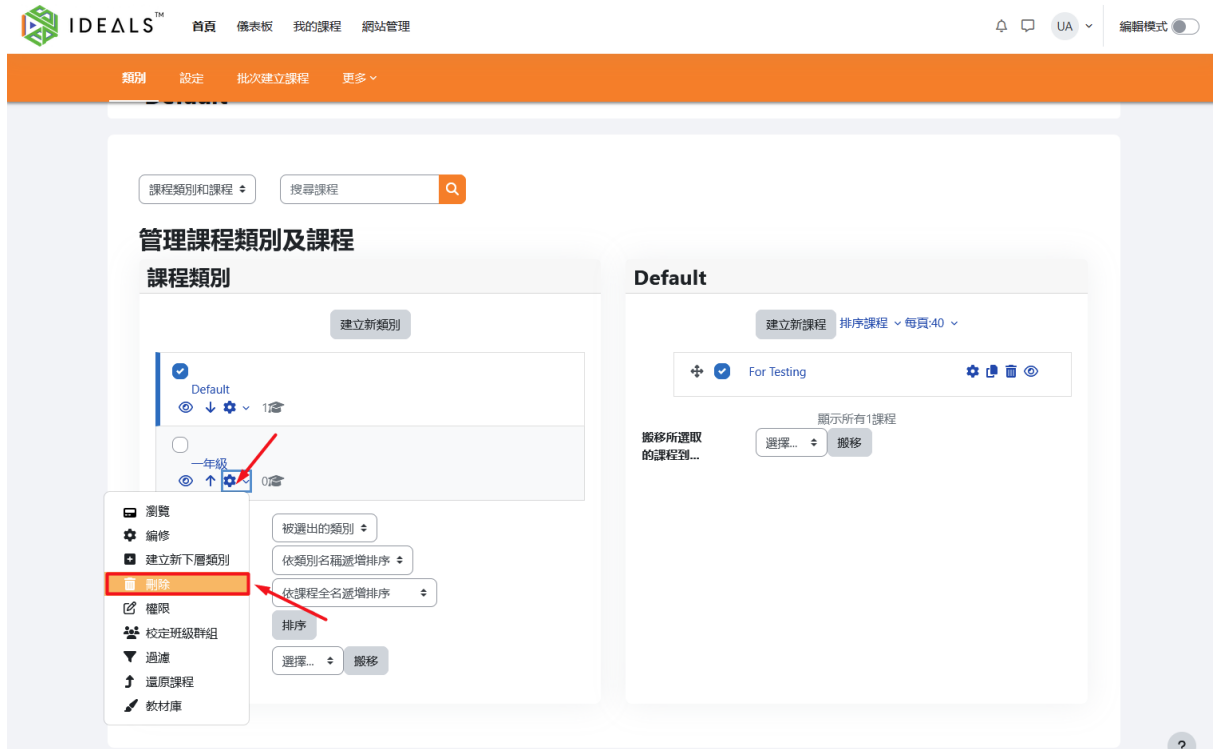 IDEALS™ 首頁 儀表板 我的課程 網站管理 UA 編輯模式
類別 設定 批次建立課程 更多
Default
課程類別和課程 搜尋課程
管理課程類別及課程
課程類別
建立新類別
Default
1
一年級
0
瀏覽
編修
建立新下層類別
刪除
權限
校定班級群組
過濾
還原課程
教材庫
被選出的類別
依類別名稱遞增排序
依課程全名遞增排序
排序
選擇... 搬移
Default
建立新課程 排序課程 每頁:40
For Testing
顯示所有1課程
搬移所選取
的課程到...
選擇... 搬移
?